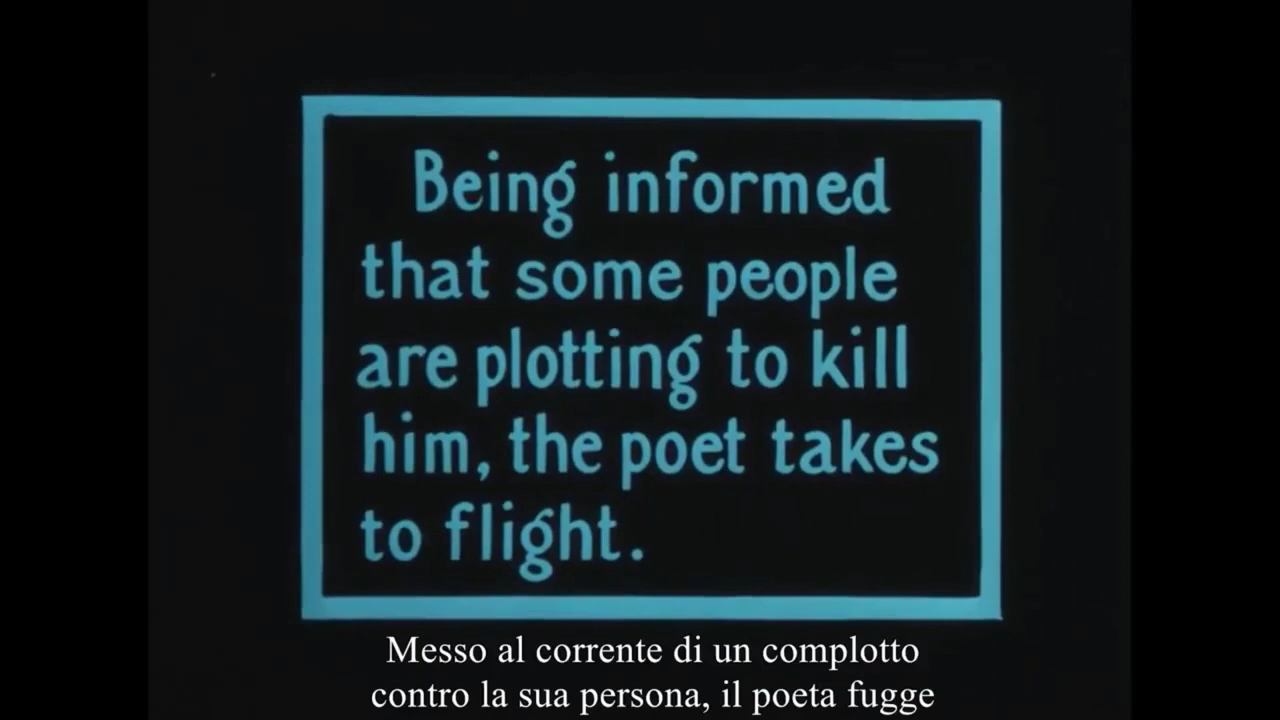 Being informed
that some people
are plotting to kill
him, the poet takes
to flight.
Messo al corrente di un complotto
contro la sua persona, il poeta fugge